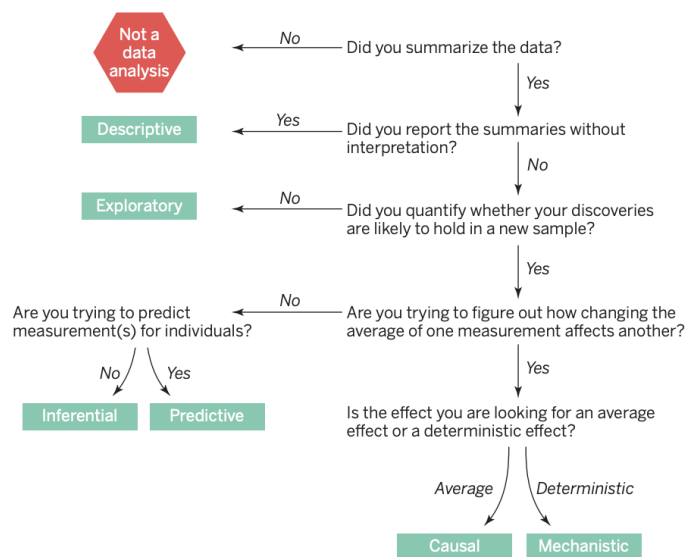 Not a
data
analysis
No
Did you summarize the data?
Yes
Descriptive
Yes
Did you report the summaries without
interpretation?
No
Exploratory
No
Did you quantify whether your discoveries
are likely to hold in a new sample?
Yes
Are you trying to predict
measurement(s) for individuals?
No
Are you trying to figure out how changing the
average of one measurement affects another?
No
Yes
Yes
Inferential
Predictive
Is the effect you are looking for an average
effect or a deterministic effect?
Average
Deterministic
Causal
Mechanistic